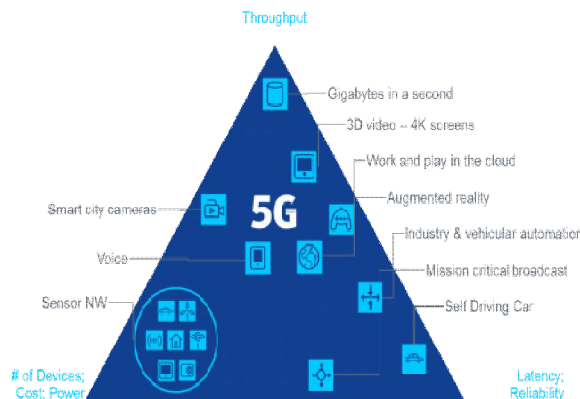 Throughput
Gigabytes in a second
3D video – 4K screens
Work and play in the cloud
Augmented reality
Smart city cameras
5G
Industry & vehicular automation
Voice
Mission critical broadcast
Sensor NW
Self Driving Car
# of Devices;
Cost; Power
Latency;
Reliability